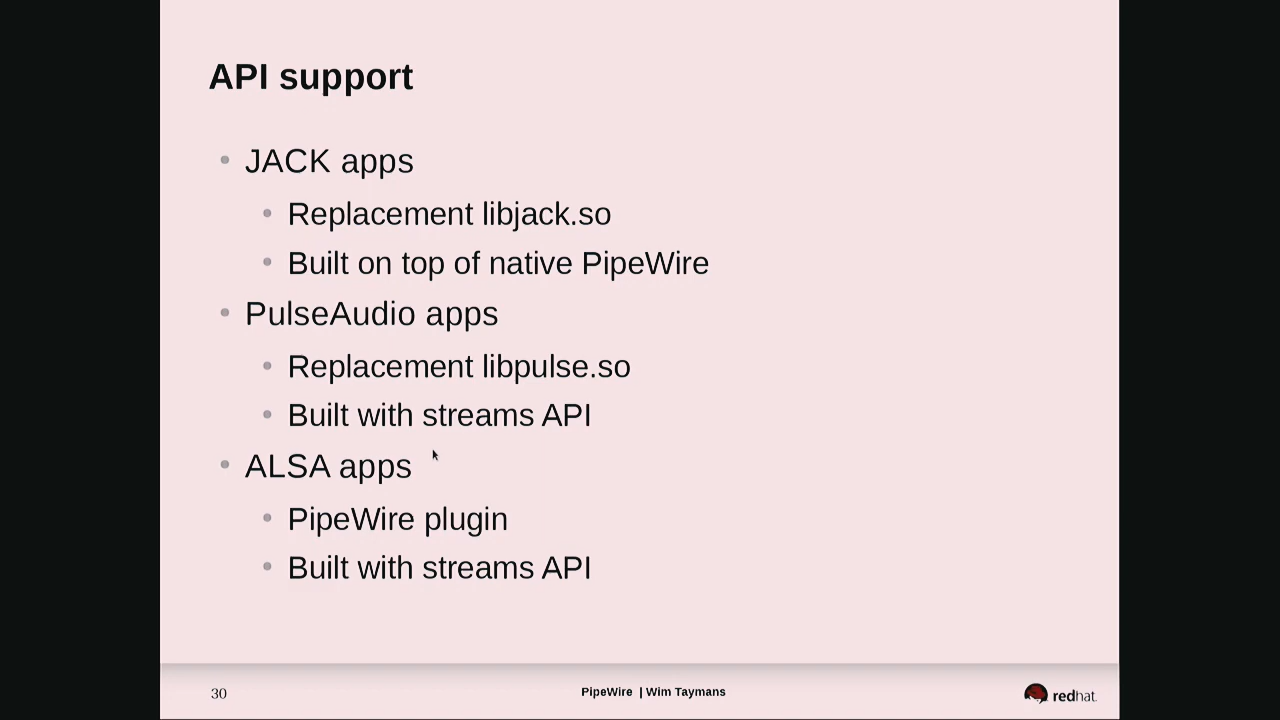 API support
JACK apps
Replacement libjack.so
Built on top of native PipeWire
PulseAudio apps
Replacement libpulse.so
Built with streams API
ALSA apps
PipeWire plugin
Built with streams API
30
PipeWire | Wim Taymans
redhat.